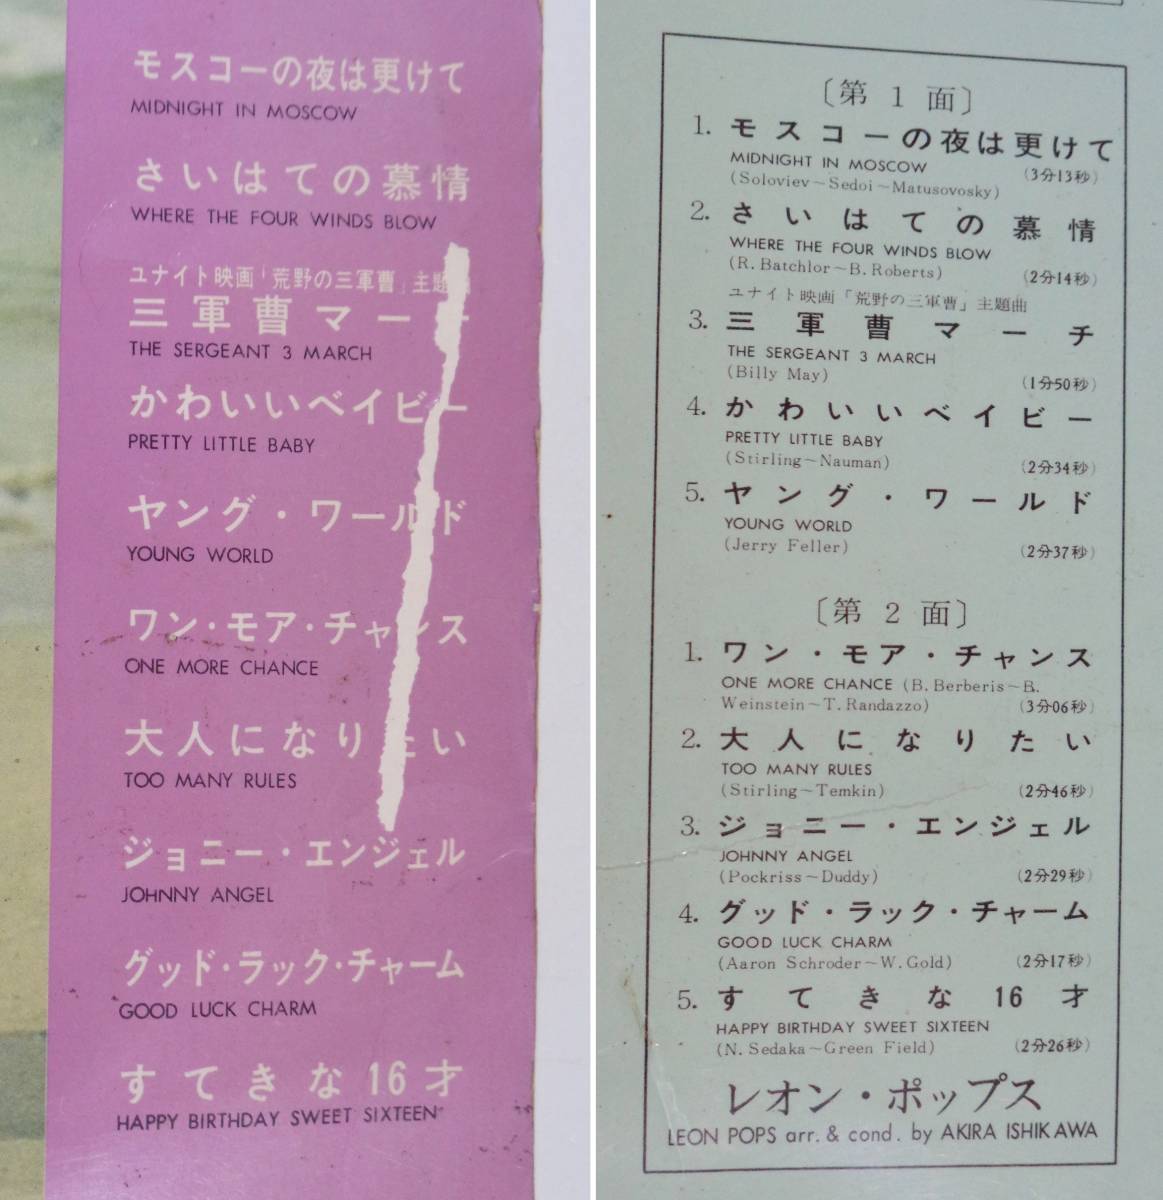 モスコーの夜は更けて
MIDNIGHT IN MOSCOW
さいはての慕情
WHERE THE FOUR WINDS BLOW
ユナイト映画「荒野の三軍曹」主題
三軍曹マー
THE SERGEANT 3 MARCH
かわいいベイビー
PRETTY LITTLE BABY
ヤング・ワールド
YOUNG WORLD
ワン・モア・チャンス
ONE MORE CHANCE
大人になりたい
TOO MANY RULES
ジョニー・エンジェル
JOHNNY ANGEL
グッド・ラック・チャーム
GOOD LUCK CHARM
すてきな16才
HAPPY BIRTHDAY SWEET SIXTEEN
〔第1面〕
1. モスコーの夜は更けて
MIDNIGHT IN MOSCOW
(Soloviev~Sedoi~Matusovosky) (3分13秒)
2. さいはての慕情
WHERE THE FOUR WINDS BLOW
(R. Batchlor~B. Roberts) (2分14秒)
ユナイト映画「荒野の三軍曹」主題曲
3. 三軍曹マーチ
THE SERGEANT 3 MARCH
(Billy May) (1分50秒)
4. かわいいベイビー
PRETTY LITTLE BABY
(Stirling~Nauman) (2分34秒)
5. ヤング・ワールド
YOUNG WORLD
(Jerry Feller) (2分37秒)
〔第2面〕
1. ワン・モア・チャンス
ONE MORE CHANCE (B. Berberis~B.
Weinstein~T. Randazzo) (3分06秒)
2. 大人になりたい
TOO MANY RULES
(Stirling~Temkin) (2分46秒)
3. ジョニー・エンジェル
JOHNNY ANGEL
(Pockriss~Duddy) (2分29秒)
4. グッド・ラック・チャーム
GOOD LUCK CHARM
(Aaron Schroder~W. Gold) (2分17秒)
5. すてきな16才
HAPPY BIRTHDAY SWEET SIXTEEN
(N. Sedaka~Green Field) (2分26秒)
レオン・ポップス
LEON POPS arr. & cond. by AKIRA ISHIKAWA